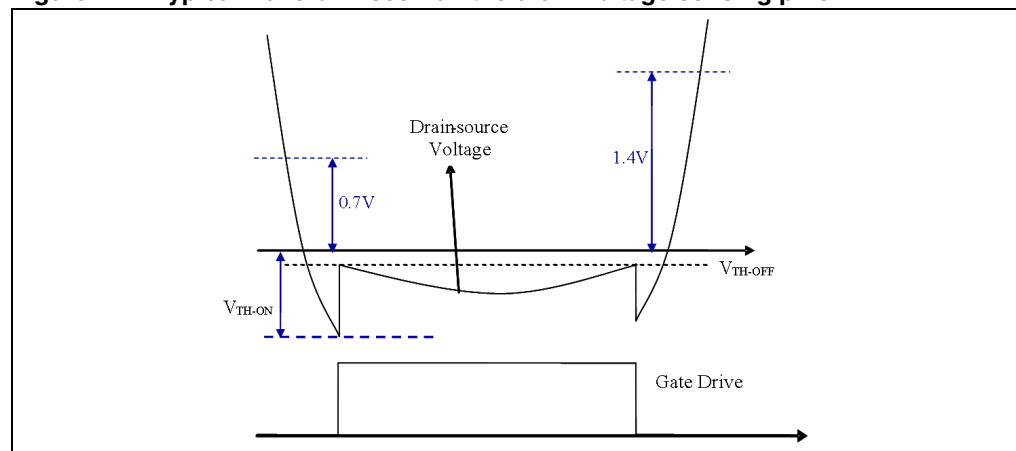 Drain-source
Voltage
1.4V
0.7V
VTH-OFF
VTH-ON
Gate Drive